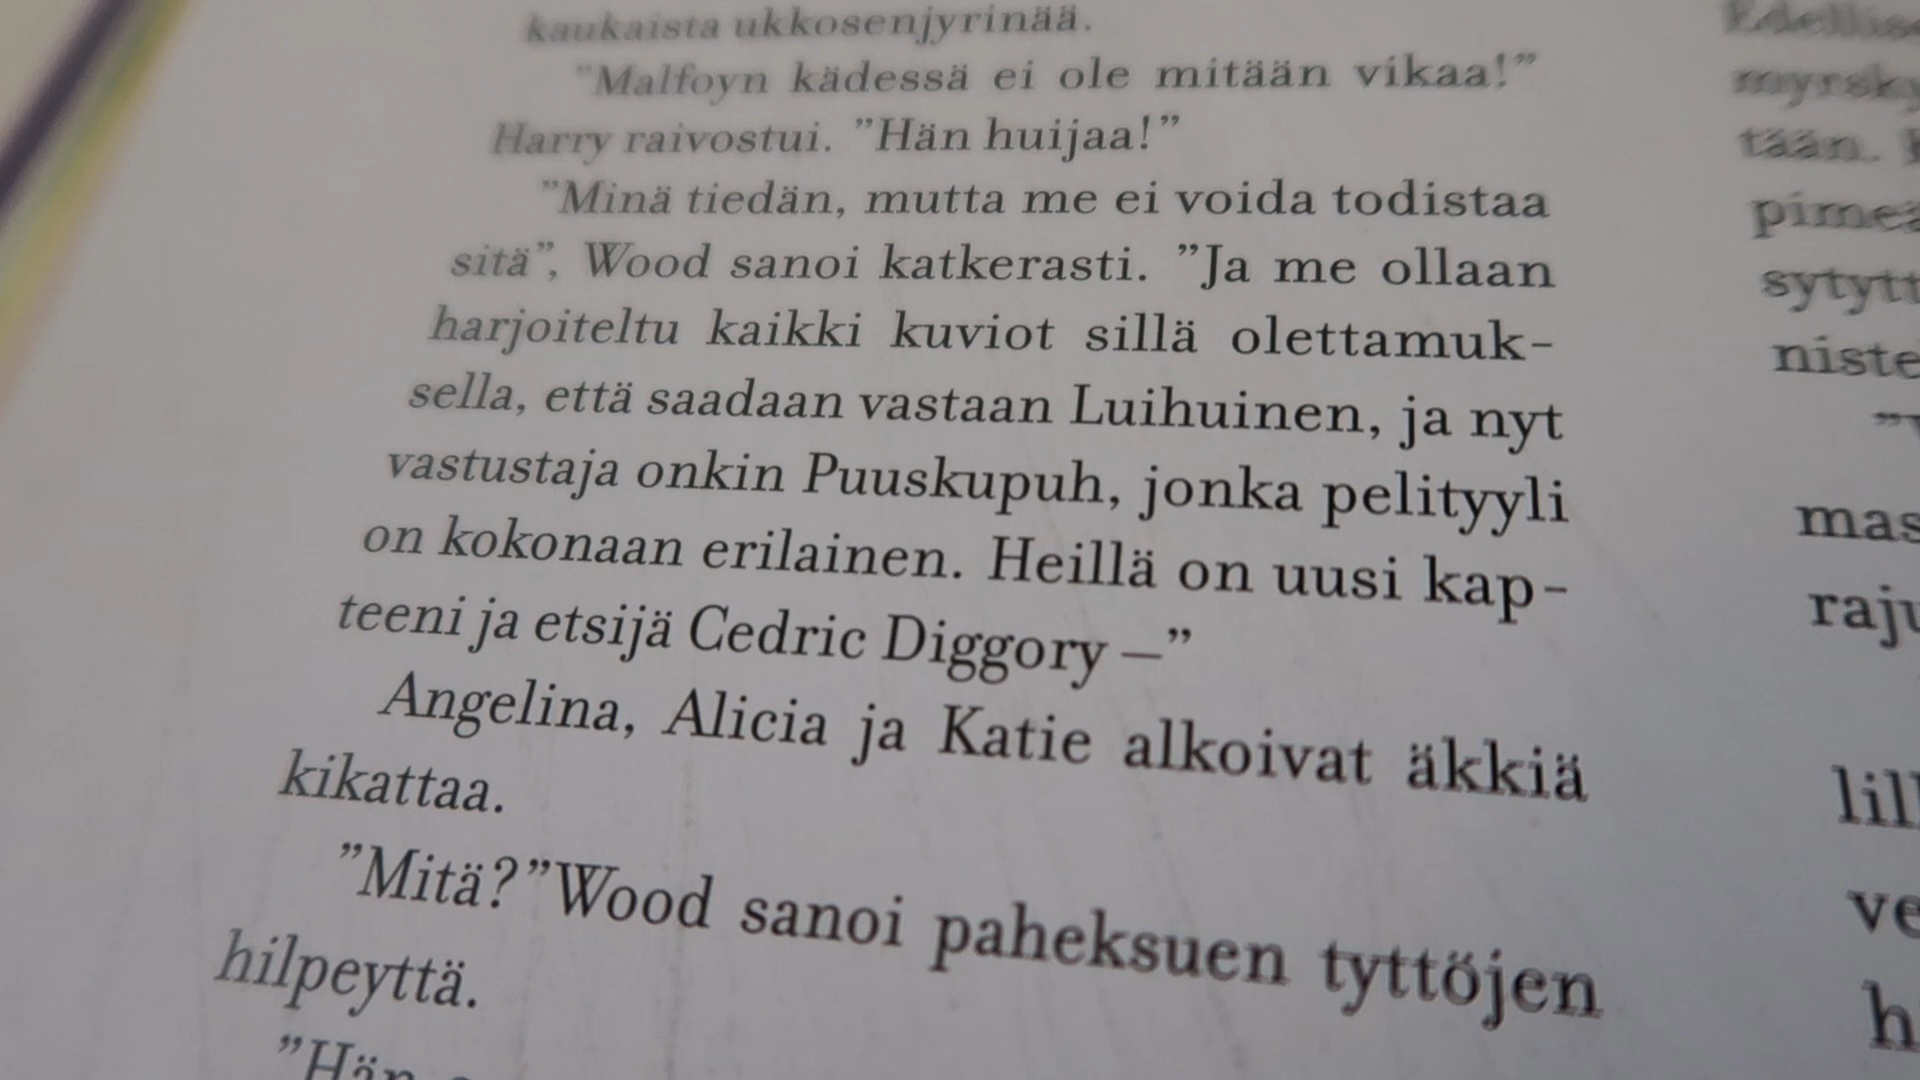 kaukaista ukkosenjyrinää.
”Malfoyn kädessä ei ole mitään vikaa!”
Harry raivostui. ”Hän huijaa!”
”Minä tiedän, mutta me ei voida todistaa
sitä”, Wood sanoi katkerasti. ”Ja me ollaan
harjoiteltu kaikki kuviot sillä olettamuk-
sella, että saadaan vastaan Luihuinen, ja nyt
vastustaja onkin Puuskupuh, jonka pelityyli
on kokonaan erilainen. Heillä on uusi kap-
teeni ja etsijä Cedric Diggory —”
Angelina, Alicia ja Katie alkoivat äkkiä
kikattaa.
”Mitä?” Wood sanoi paheksuen tyttöjen
hilpeyttä.
”Hän
tään.